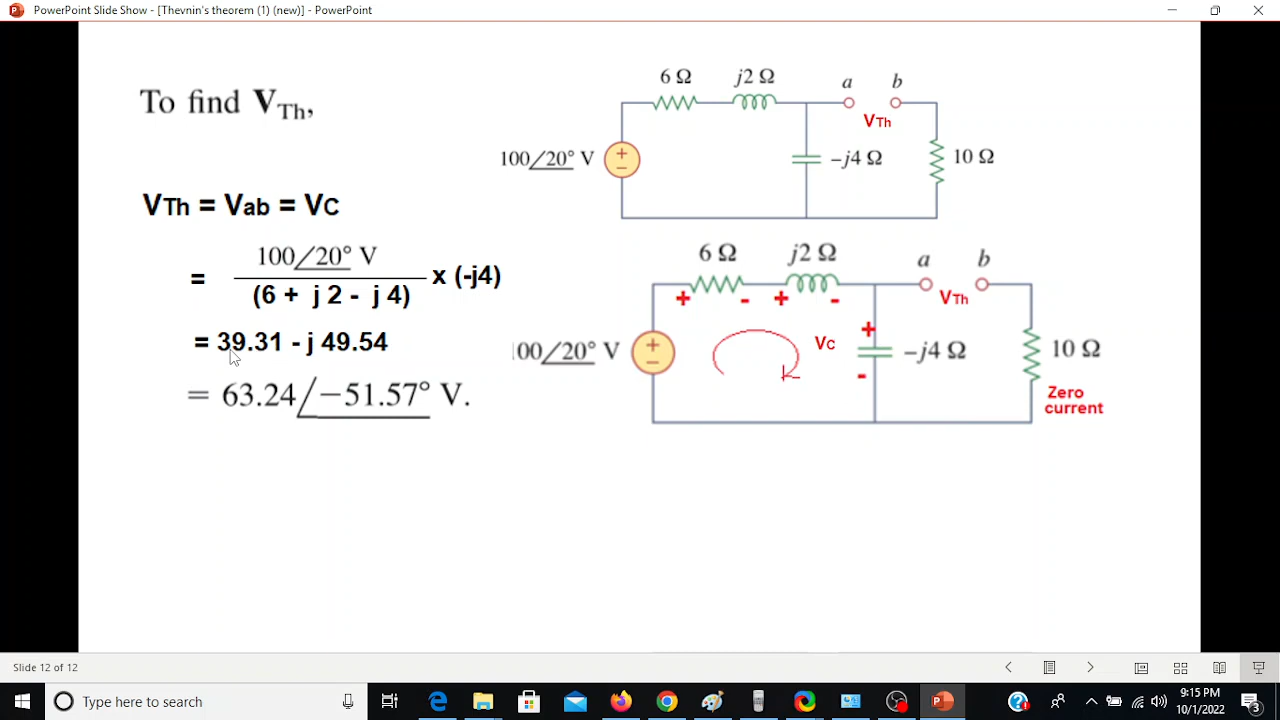 PowerPoint Slide Show - [Thevnin's theorem (1) (new)] - PowerPoint
To find VTh,
VTh = Vab = VC
= 100∠20° V / (6 + j 2 - j 4) x (-j4)
= 39.31 - j 49.54
= 63.24∠−51.57° V.
6 Ω j2 Ω a b
VTh
100∠20° V + − −j4 Ω 10 Ω
6 Ω j2 Ω a b
+ - + - VTh
100∠20° V + − VC + - −j4 Ω 10 Ω
Zero
current
Slide 12 of 12
Type here to search
9:15 PM
10/1/2022
3